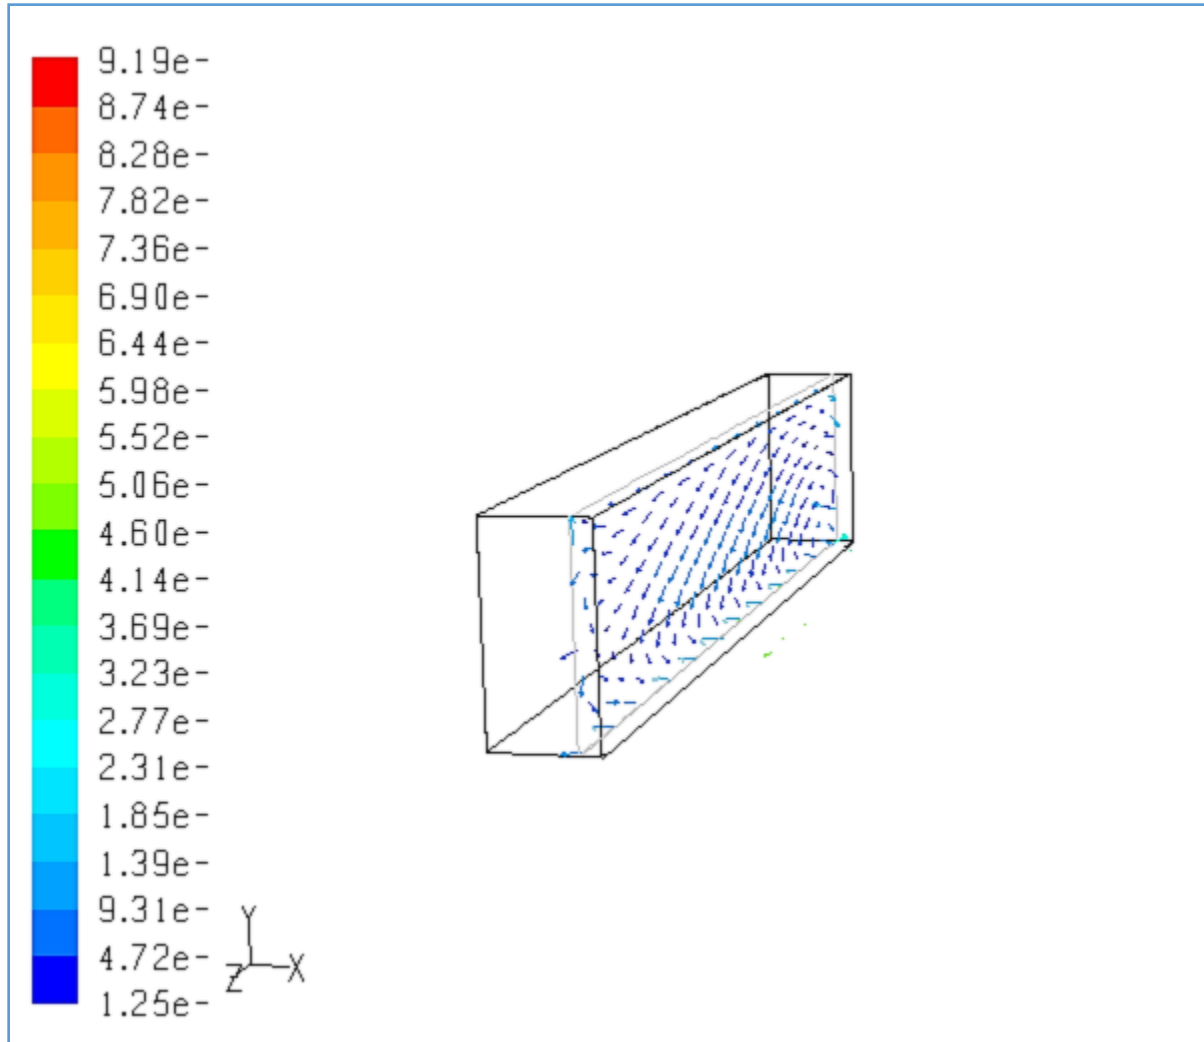 9.19e-
8.74e-
8.28e-
7.82e-
7.36e-
6.90e-
6.44e-
5.98e-
5.52e-
5.06e-
4.60e-
4.14e-
3.69e-
3.23e-
2.77e-
2.31e-
1.85e-
1.39e-
9.31e-
4.72e-
1.25e-
Y
Z
X